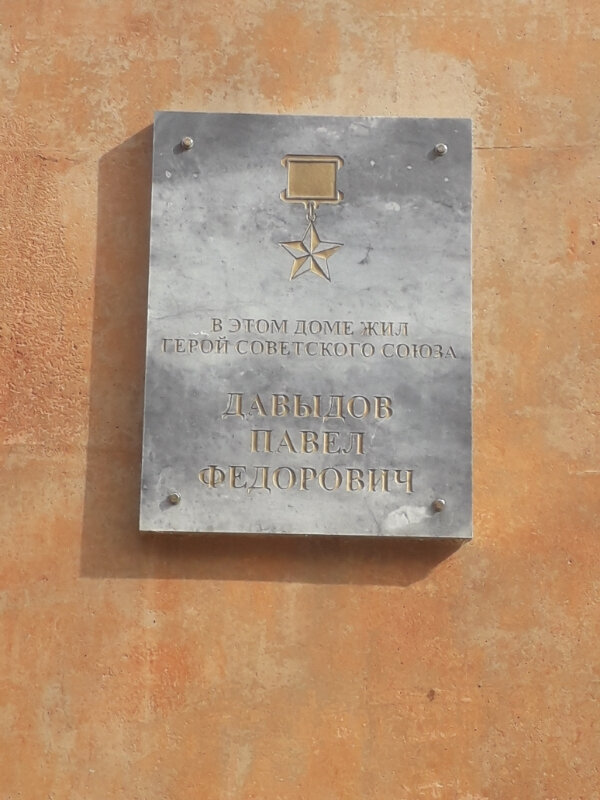 В ЭТОМ ДОМЕ ЖИЛ
ГЕРОЙ СОВЕТСКОГО СОЮЗА
ДАВЫДОВ
ПАВЕЛ
ФЕДОРОВИЧ